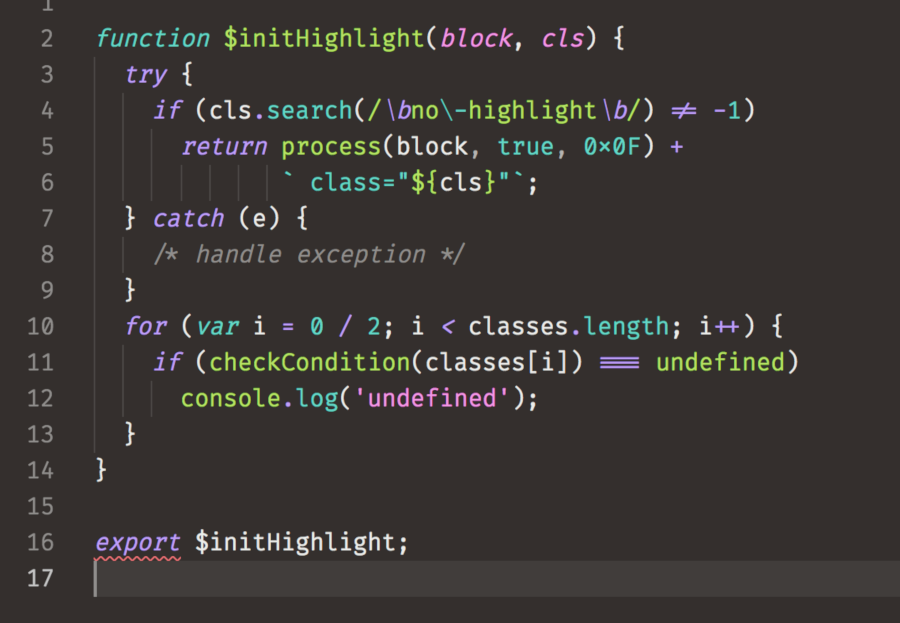 1
2 function $initHighlight(block, cls) {
3 try {
4 if (cls.search(/\bno\-highlight\b/) != -1)
5 return process(block, true, 0x0F) +
6 ` class="${cls}"`;
7 } catch (e) {
8 /* handle exception */
9 }
10 for (var i = 0 / 2; i < classes.length; i++) {
11 if (checkCondition(classes[i]) === undefined)
12 console.log('undefined');
13 }
14 }
15
16 export $initHighlight;
17